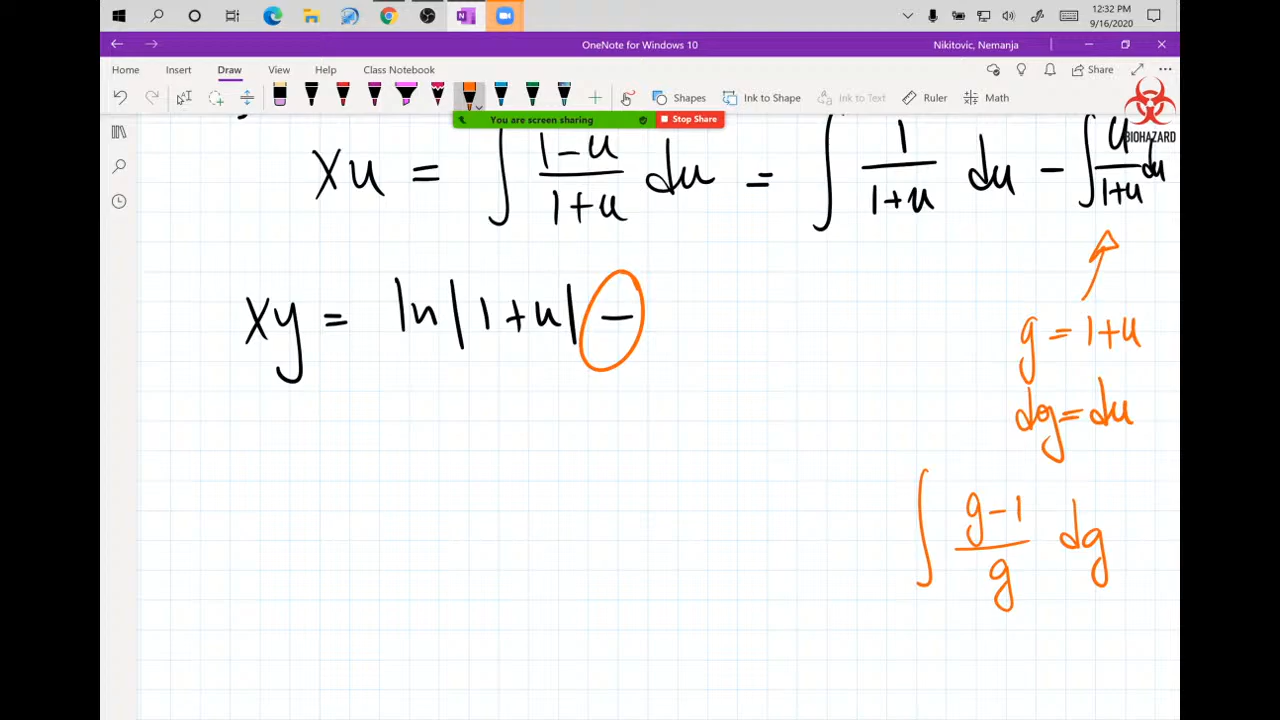 12:32 PM
9/16/2020
OneNote for Windows 10
Nikitovic, Nemanja
Home Insert Draw View Help Class Notebook
Share
Shapes Ink to Shape Ink to Text Ruler Math
You are screen sharing Stop Share
BIOHAZARD
xu = ∫ (1-u)/(1+u) du = ∫ 1/(1+u) du - ∫ u/(1+u) du
xy = ln|1+u| -
g = 1+u
dg = du
∫ (g-1)/g dg